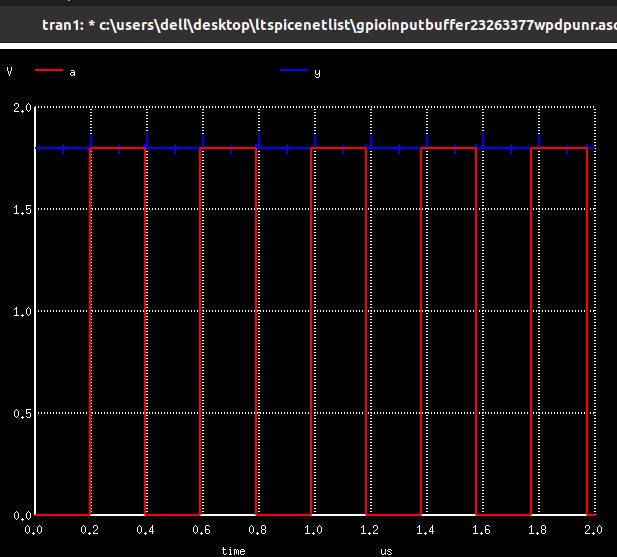 tran1: * c:\users\dell\desktop\ltspicenetlist\gpioinputbuffer23263377wpdpunr.asc
V a y
2.0
1.5
1.0
0.5
0.0
0.0 0.2 0.4 0.6 0.8 1.0 1.2 1.4 1.6 1.8 2.0
time us